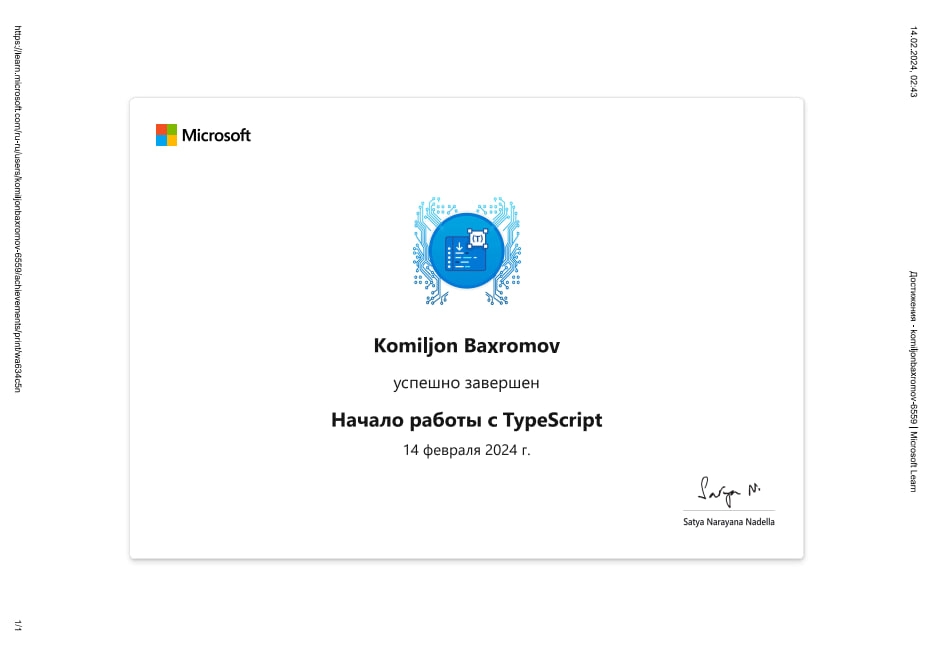 https://learn.microsoft.com/ru-ru/users/komiljonbaxromov-6559/achievements/print/wa634c5n
14.02.2024, 02:43
Microsoft
{T}
Komiljon Baxromov
успешно завершен
Начало работы с TypeScript
14 февраля 2024 г.
Satya N.
Satya Narayana Nadella
Достижения - komiljonbaxromov-6559 | Microsoft Learn
1/1